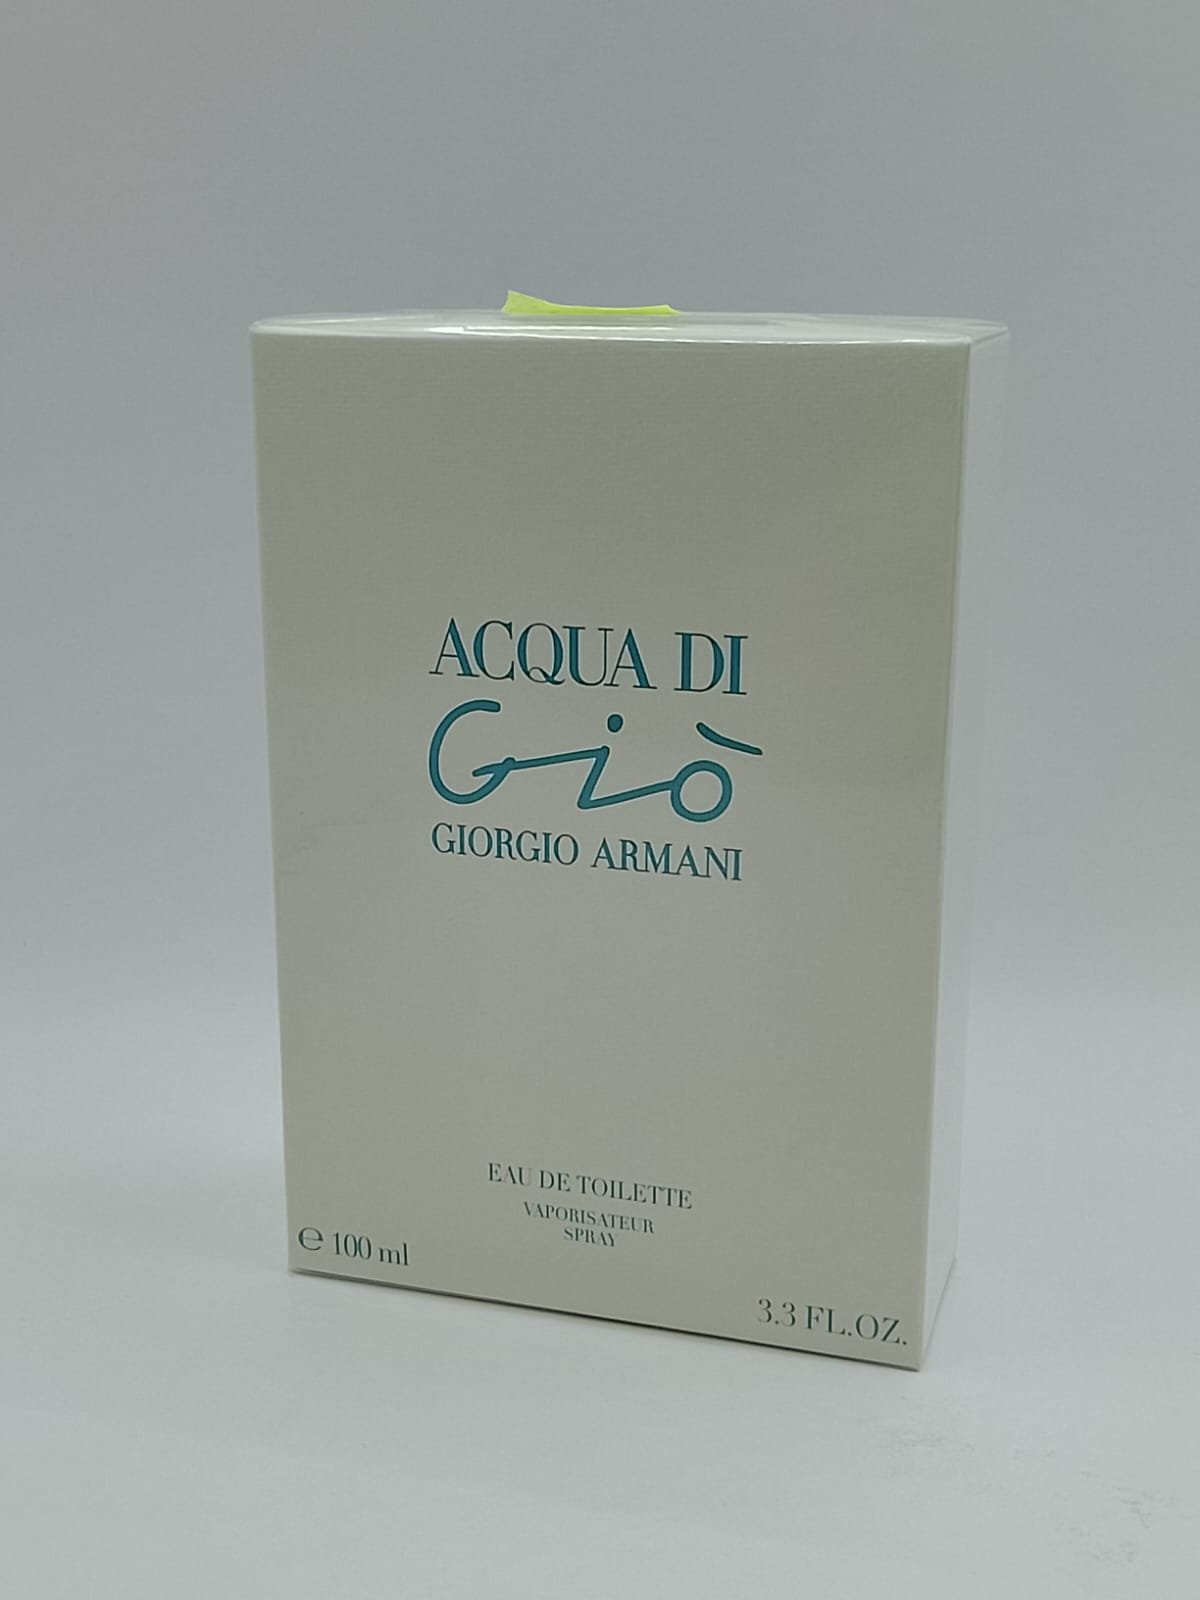 ACQUA DI
Giò
GIORGIO ARMANI
EAU DE TOILETTE
VAPORISATEUR
SPRAY
℮ 100 ml
3.3 FL.OZ.